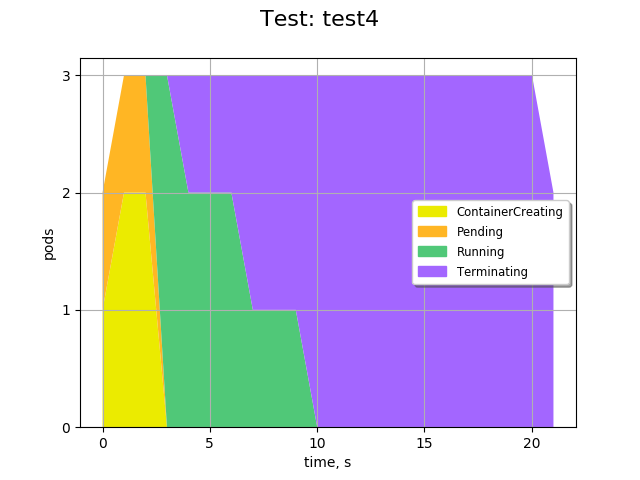 Test: test4
3
2
1
0
pods
ContainerCreating
Pending
Running
Terminating
0 5 10 15 20
time, s